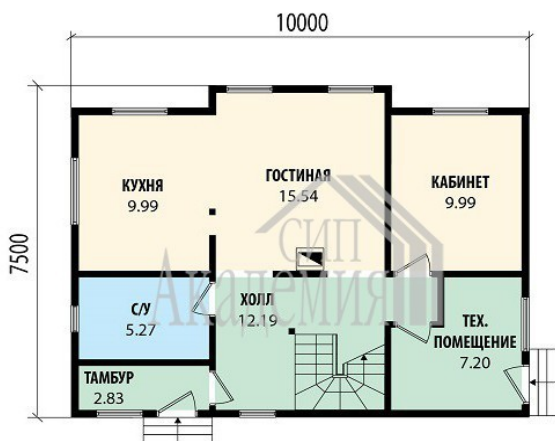 10000
7500
КУХНЯ
9.99
ГОСТИНАЯ
15.54
КАБИНЕТ
9.99
СИП
Академия
С/У
5.27
ХОЛЛ
12.19
ТЕХ.
ПОМЕЩЕНИЕ
7.20
ТАМБУР
2.83